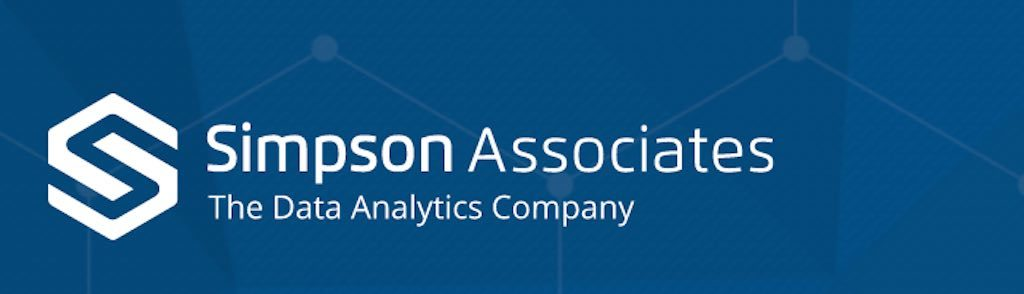 Simpson Associates
The Data Analytics Company